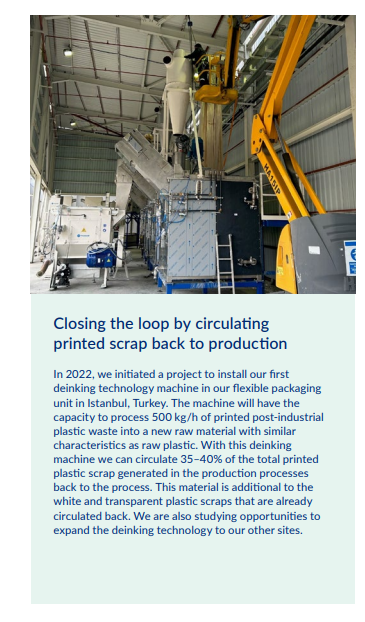 Closing the loop by circulating
printed scrap back to production
In 2022, we initiated a project to install our first
deinking technology machine in our flexible packaging
unit in Istanbul, Turkey. The machine will have the
capacity to process 500 kg/h of printed post-industrial
plastic waste into a new raw material with similar
characteristics as raw plastic. With this deinking
machine we can circulate 35–40% of the total printed
plastic scrap generated in the production processes
back to the process. This material is additional to the
white and transparent plastic scraps that are already
circulated back. We are also studying opportunities to
expand the deinking technology to our other sites.